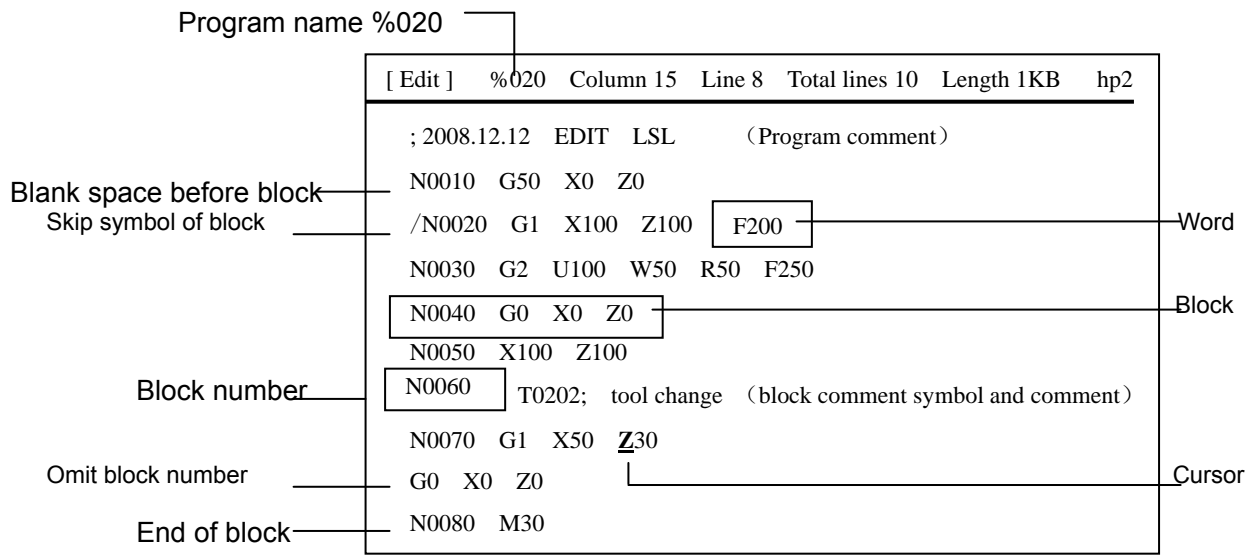 Program name %020
[ Edit ] %020 Column 15 Line 8 Total lines 10 Length 1KB hp2
; 2008.12.12 EDIT LSL （Program comment）
Blank space before block
N0010 G50 X0 Z0
Skip symbol of block
/N0020 G1 X100 Z100 F200
Word
N0030 G2 U100 W50 R50 F250
N0040 G0 X0 Z0
Block
N0050 X100 Z100
Block number
N0060 T0202; tool change （block comment symbol and comment）
N0070 G1 X50 Z30
Omit block number
G0 X0 Z0
Cursor
End of block
N0080 M30